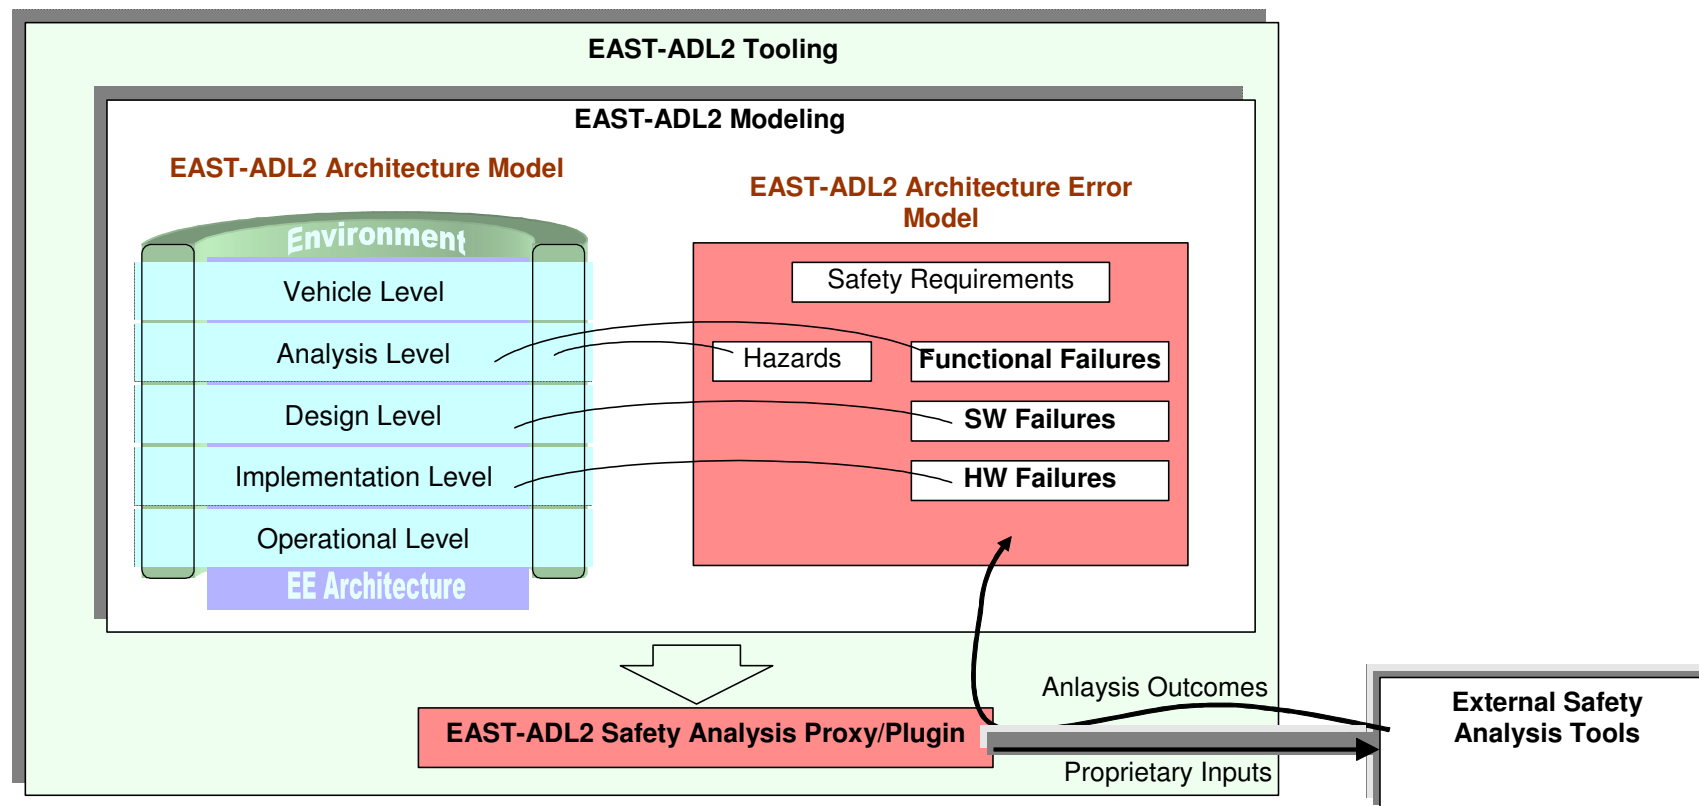 EAST-ADL2 Tooling
EAST-ADL2 Modeling
EAST-ADL2 Architecture Model
EAST-ADL2 Architecture Error
Model
Environment
Vehicle Level
Analysis Level
Design Level
Implementation Level
Operational Level
EE Architecture
Safety Requirements
Hazards
Functional Failures
SW Failures
HW Failures
EAST-ADL2 Safety Analysis Proxy/Plugin
Anlaysis Outcomes
Proprietary Inputs
External Safety
Analysis Tools